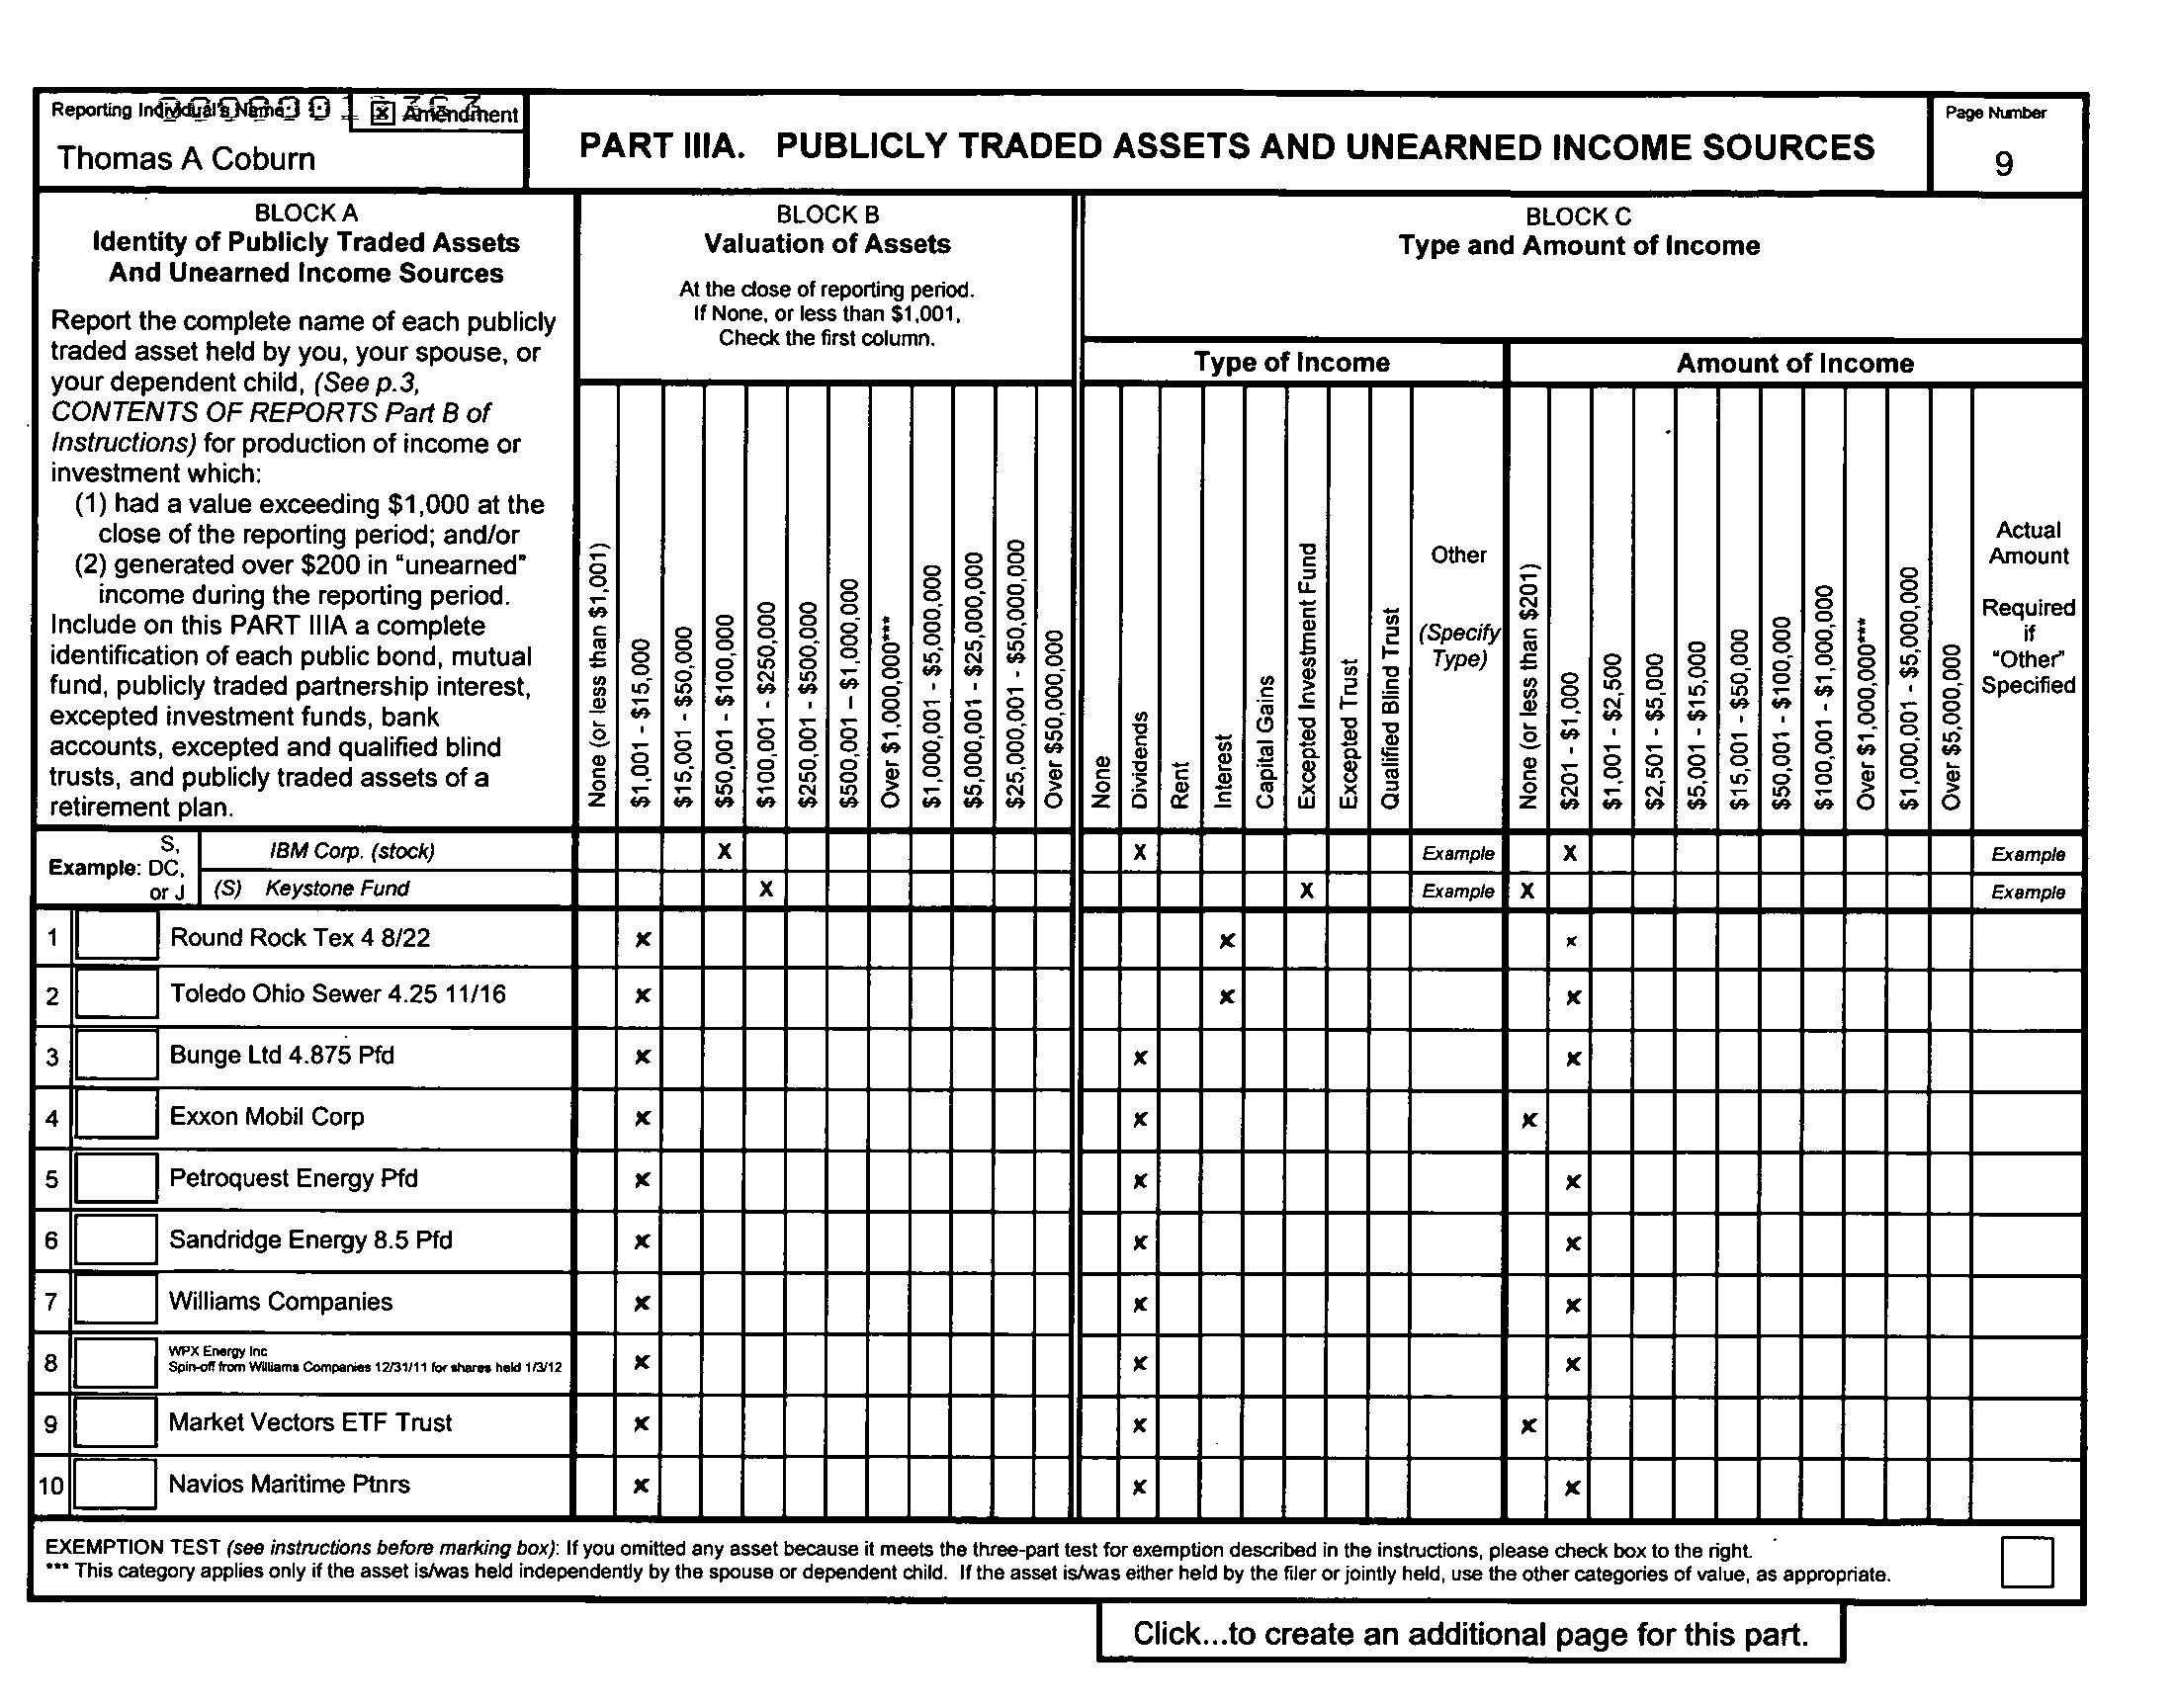 Reporting Individual's Name
x Amendment
Thomas A Coburn
PART IIIA. PUBLICLY TRADED ASSETS AND UNEARNED INCOME SOURCES
Page Number
9
BLOCK A
Identity of Publicly Traded Assets
And Unearned Income Sources
Report the complete name of each publicly
traded asset held by you, your spouse, or
your dependent child, (See p.3,
CONTENTS OF REPORTS Part B of
Instructions) for production of income or
investment which:
(1) had a value exceeding $1,000 at the
close of the reporting period; and/or
(2) generated over $200 in "unearned"
income during the reporting period.
Include on this PART IIIA a complete
identification of each public bond, mutual
fund, publicly traded partnership interest,
excepted investment funds, bank
accounts, excepted and qualified blind
trusts, and publicly traded assets of a
retirement plan.
BLOCK B
Valuation of Assets
At the close of reporting period.
If None, or less than $1,001,
Check the first column.
None (or less than $1,001)
$1,001 - $15,000
$15,001 - $50,000
$50,001 - $100,000
$100,001 - $250,000
$250,001 - $500,000
$500,001 – $1,000,000
Over $1,000,000***
$1,000,001 - $5,000,000
$5,000,001 - $25,000,000
$25,000,001 - $50,000,000
Over $50,000,000
BLOCK C
Type and Amount of Income
Type of Income
None
Dividends
Rent
Interest
Capital Gains
Excepted Investment Fund
Excepted Trust
Qualified Blind Trust
Other
(Specify
Type)
Amount of Income
None (or less than $201)
$201 - $1,000
$1,001 - $2,500
$2,501 - $5,000
$5,001 - $15,000
$15,001 - $50,000
$50,001 - $100,000
$100,001 - $1,000,000
Over $1,000,000***
$1,000,001 - $5,000,000
Over $5,000,000
Actual
Amount
Required
if
"Other"
Specified
Example: S, DC, or J
IBM Corp. (stock) X X Example X Example
(S) Keystone Fund X X Example X Example
1 Round Rock Tex 4 8/22 x x x
2 Toledo Ohio Sewer 4.25 11/16 x x x
3 Bunge Ltd 4.875 Pfd x x x
4 Exxon Mobil Corp x x x
5 Petroquest Energy Pfd x x x
6 Sandridge Energy 8.5 Pfd x x x
7 Williams Companies x x x
8 WPX Energy Inc
Spin-off from Williams Companies 12/31/11 for shares held 1/3/12 x x x
9 Market Vectors ETF Trust x x x
10 Navios Maritime Ptnrs x x x
EXEMPTION TEST (see instructions before marking box): If you omitted any asset because it meets the three-part test for exemption described in the instructions, please check box to the right.
*** This category applies only if the asset is/was held independently by the spouse or dependent child. If the asset is/was either held by the filer or jointly held, use the other categories of value, as appropriate.
Click...to create an additional page for this part.